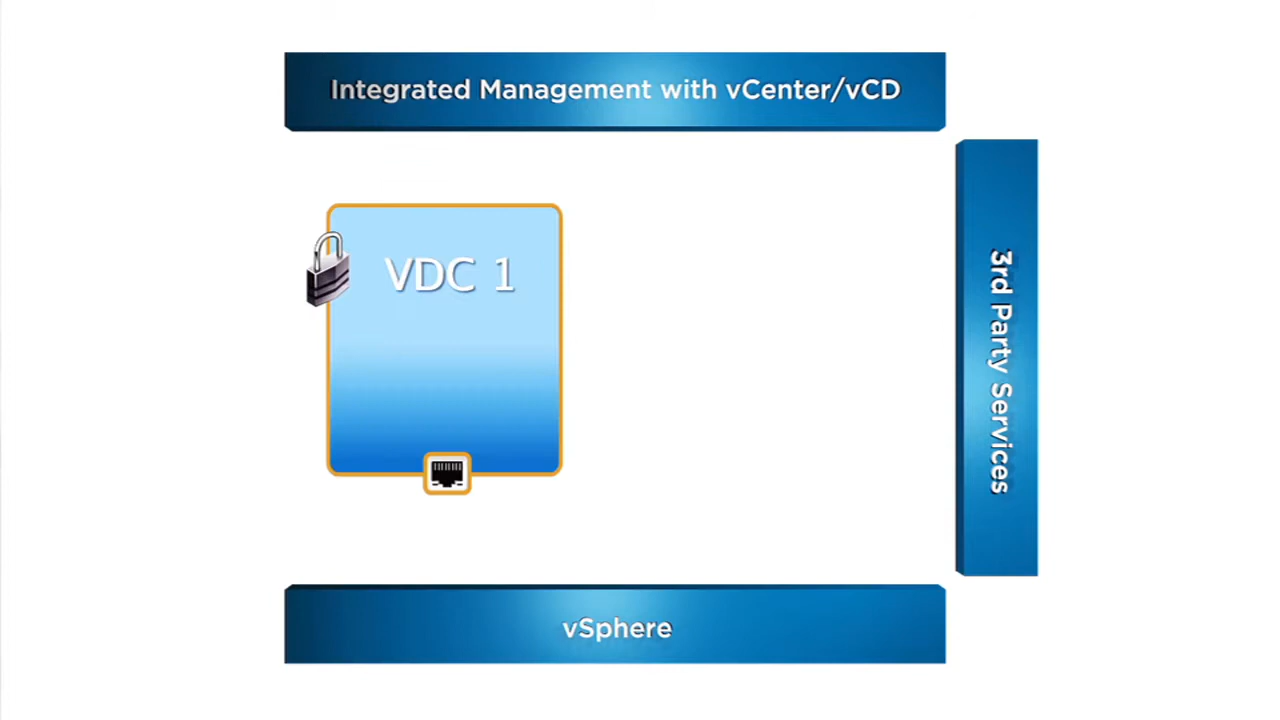 Integrated Management with vCenter/vCD
VDC 1
3rd Party Services
vSphere